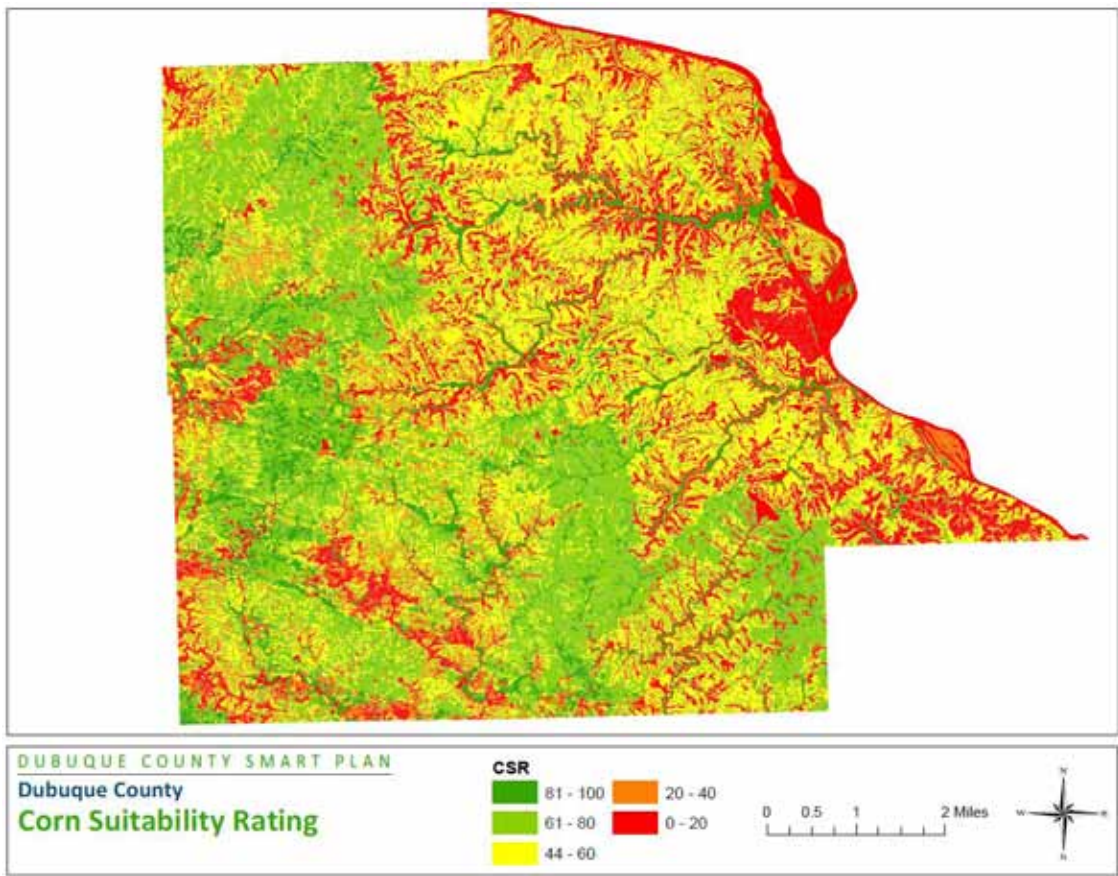 DUBUQUE COUNTY SMART PLAN
Dubuque County
Corn Suitability Rating
CSR
81 - 100
61 - 80
44 - 60
20 - 40
0 - 20
0 0.5 1 2 Miles
N
W E
S